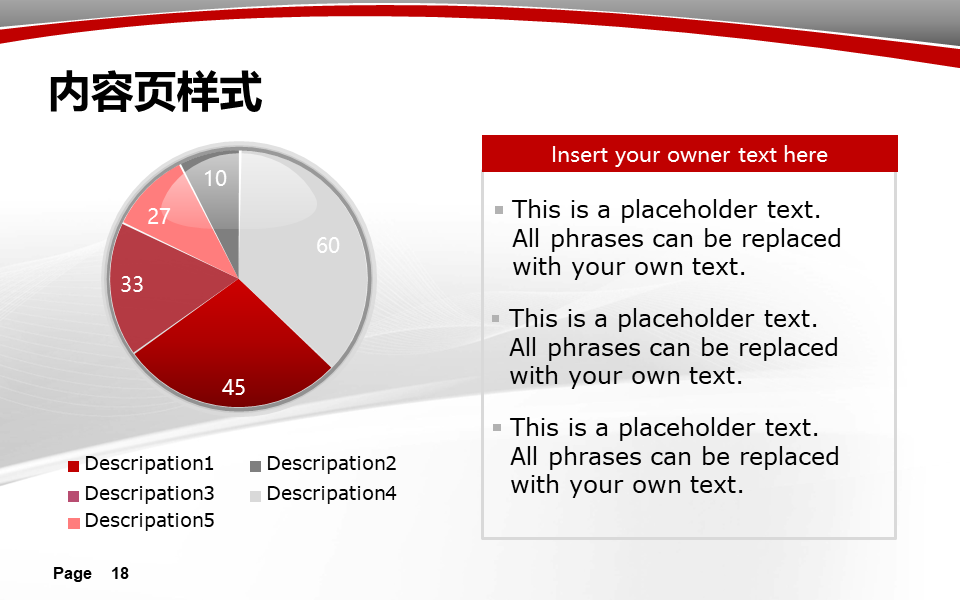 内容页样式
10
27
60
33
45
Descripation1
Descripation2
Descripation3
Descripation4
Descripation5
Insert your owner text here
This is a placeholder text.
All phrases can be replaced
with your own text.
This is a placeholder text.
All phrases can be replaced
with your own text.
This is a placeholder text.
All phrases can be replaced
with your own text.
Page 18